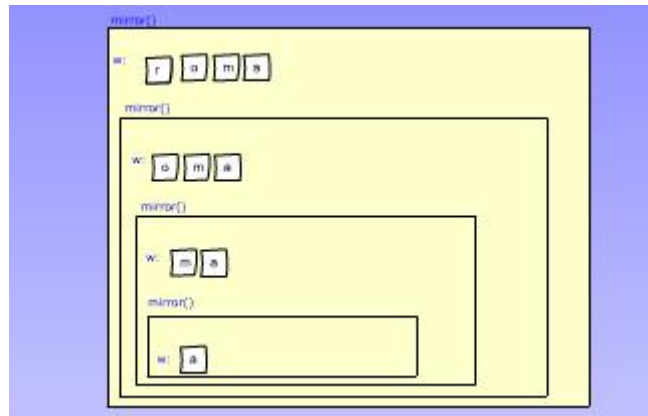 mirror()
w: r o m a
mirror()
w: o m a
mirror()
w: m a
mirror()
w: a